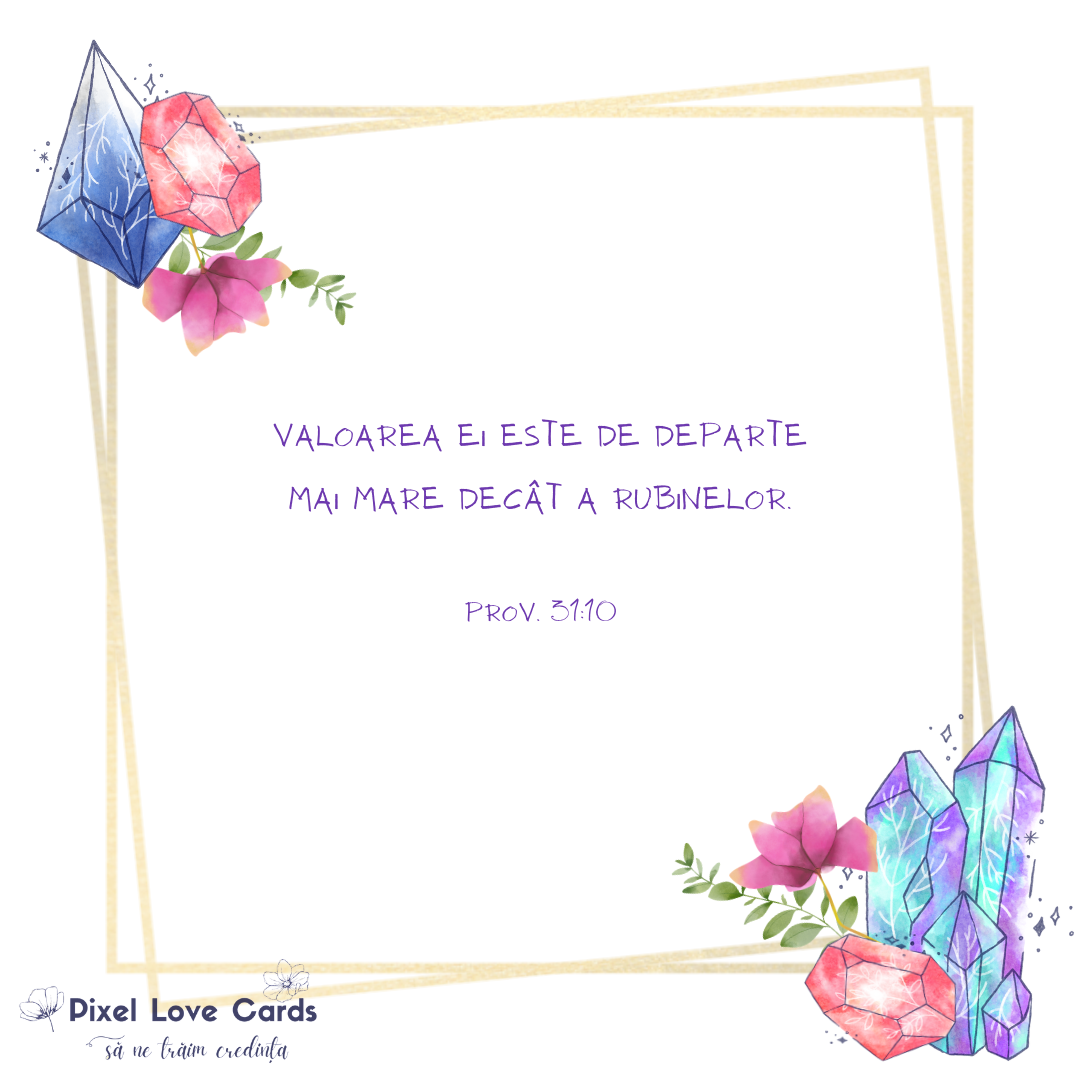 VALOAREA EI ESTE DE DEPARTE
MAI MARE DECÂT A RUBINELOR.
PROV. 31:10
Pixel Love Cards
să ne trăim credința